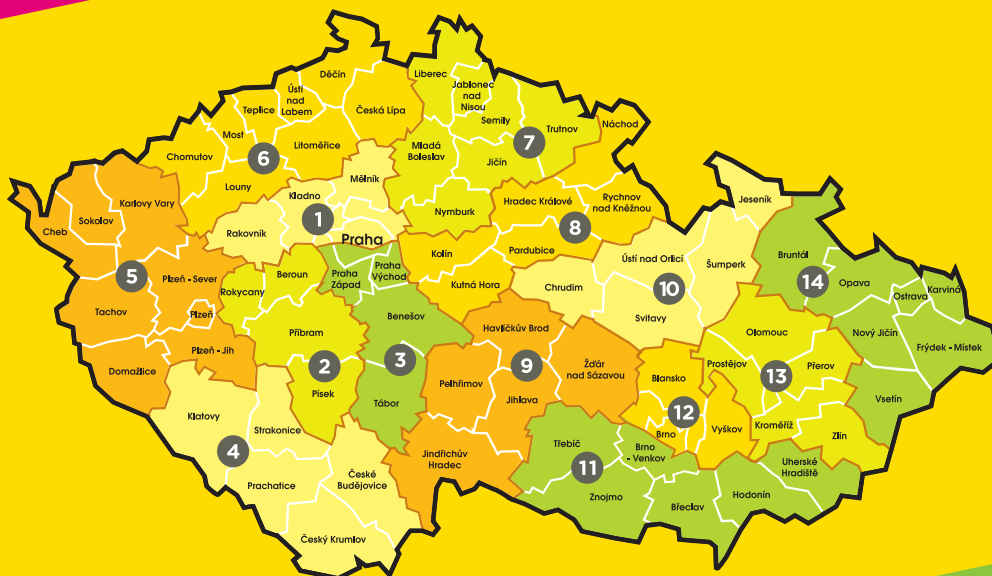 Děčín
Liberec
Ústí
nad
Labem
Jablonec
nad
Nisou
Teplice
Česká Lípa
Semily
Trutnov
Náchod
Most
Litoměřice
Mladá
Boleslav
7
Chomutov
6
Jičín
Mělník
Louny
Kladno
Karlovy Vary
Hradec Králové
Rychnov
nad Kněžnou
Jeseník
Sokolov
Cheb
Nymburk
1
8
Rakovník
Praha
Pardubice
Kolín
Bruntál
Ústí nad Orlicí
Šumperk
5
Plzeň - Sever
Beroun
Praha
Západ
Praha
Východ
14
Opava
Karviná
Rokycany
Kutná Hora
Chrudim
10
Ostrava
Tachov
Plzeň
Benešov
Svitavy
Příbram
Havlíčkův Brod
Olomouc
Nový Jičín
Frýdek - Místek
Plzeň - Jih
3
Domažlice
2
9
Žďár
nad Sázavou
Prostějov
Přerov
Písek
Pelhřimov
Blansko
13
Jihlava
Vsetín
Tábor
12
Klatovy
Strakonice
Brno
Vyškov
Kroměříž
Zlín
4
Jindřichův
Hradec
Třebíč
Brno
- Venkov
11
Uherské
Hradiště
České
Budějovice
Prachatice
Znojmo
Hodonín
Břeclav
Český Krumlov